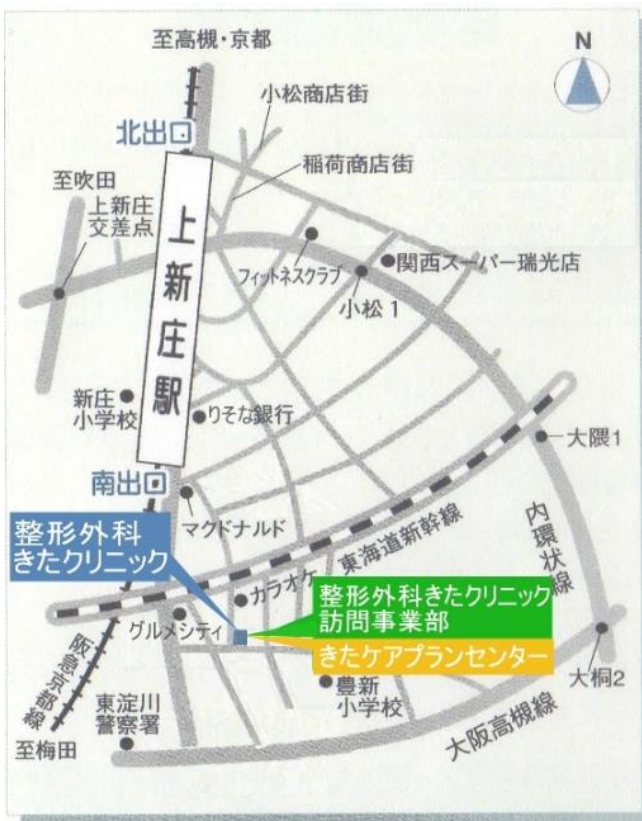 至高槻・京都
N
小松商店街
北出口
稲荷商店街
至吹田
上新庄
交差点
上新庄駅
フィットネスクラブ
関西スーパー瑞光店
小松1
新庄
小学校
りそな銀行
大隈1
南出口
マクドナルド
内環状線
整形外科
きたクリニック
東海道新幹線
カラオケ
整形外科きたクリニック
訪問事業部
グルメシティ
きたケアプランセンター
阪急京都線
豊新
小学校
大桐2
東淀川
警察署
大阪高槻線
至梅田